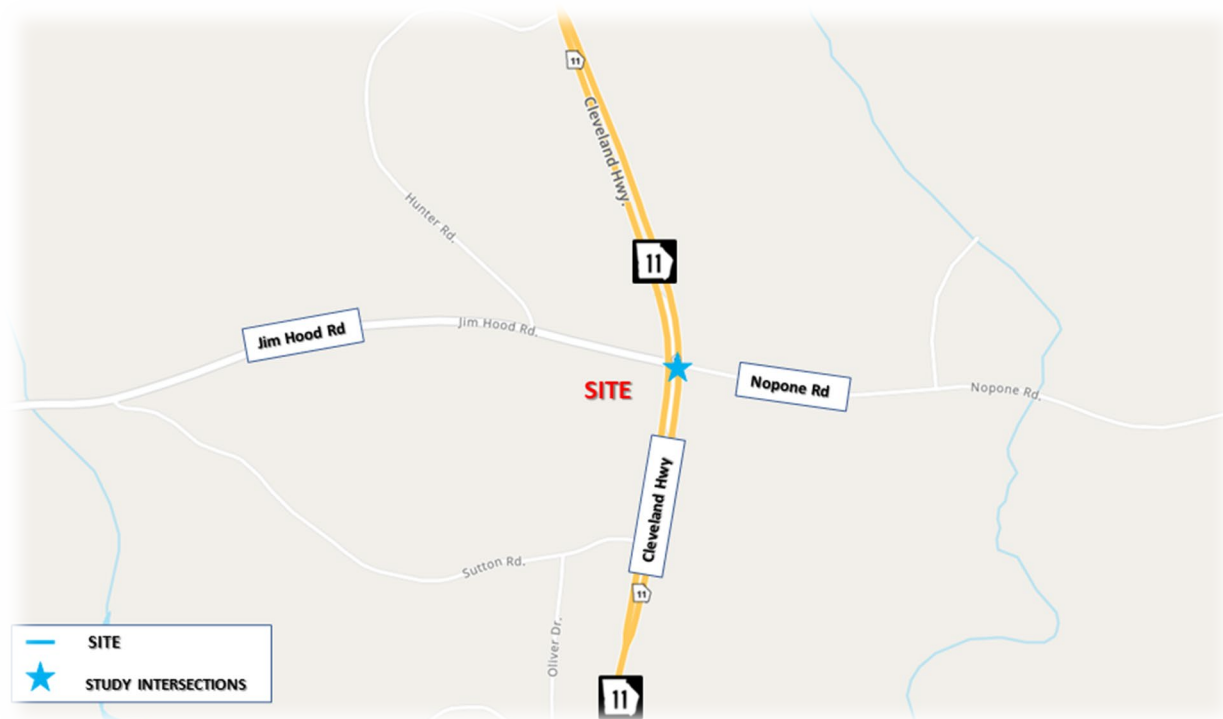 11
Cleveland Hwy.
Hunter Rd.
11
Jim Hood Rd
Jim Hood Rd.
SITE
Nopone Rd
Nopone Rd.
Cleveland Hwy
Sutton Rd.
11
Oliver Dr.
SITE
STUDY INTERSECTIONS
11